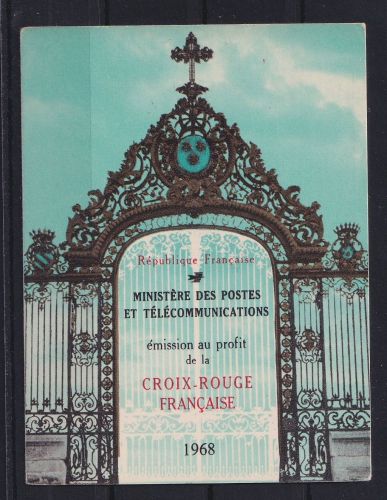 République Française
MINISTÈRE DES POSTES
ET TÉLÉCOMMUNICATIONS
émission au profit
de la
CROIX-ROUGE
FRANÇAISE
1968